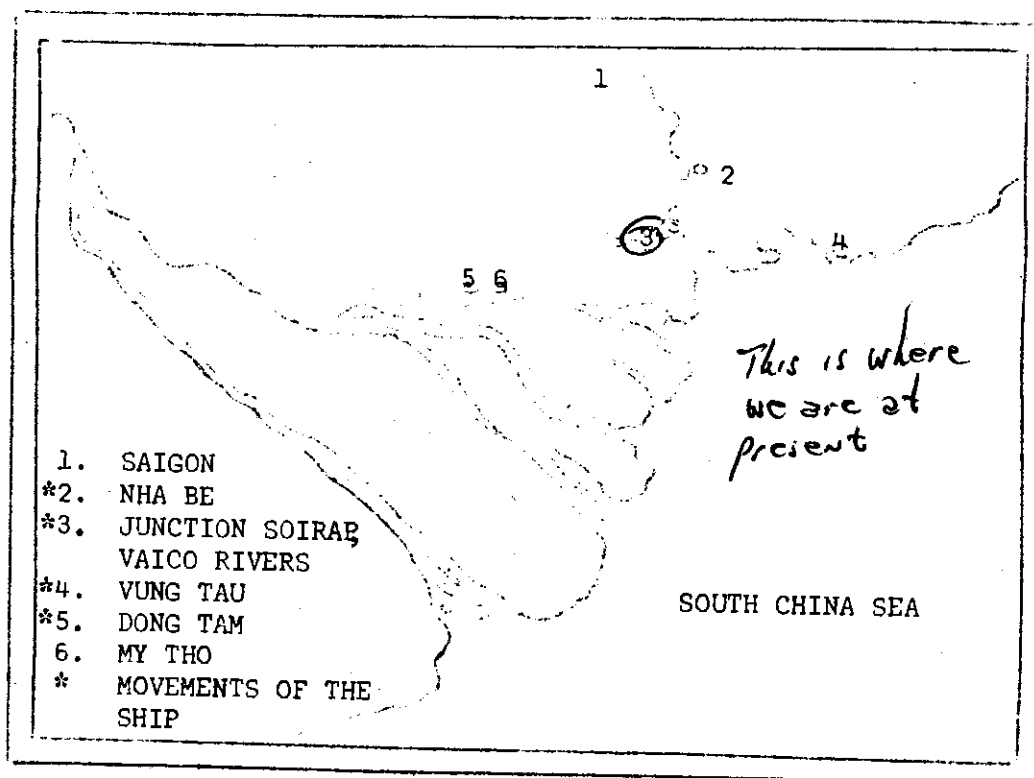 1
2
3
4
5 6
This is where
we are at
present
1. SAIGON
*2. NHA BE
*3. JUNCTION SOIRAP,
VAICO RIVERS
*4. VUNG TAU
*5. DONG TAM
6. MY THO
* MOVEMENTS OF THE
SHIP
SOUTH CHINA SEA